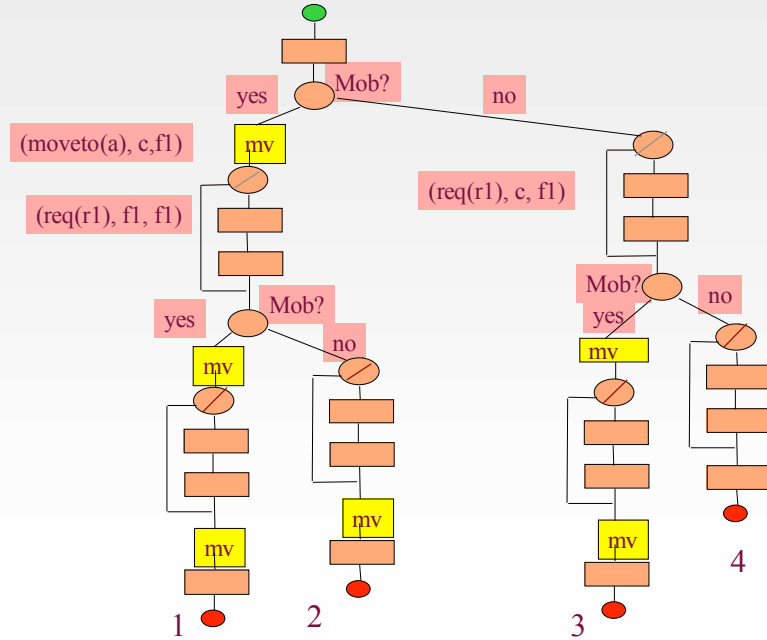 Mob?
yes
no
(moveto(a), c,f1)
mv
(req(r1), f1, f1)
(req(r1), c, f1)
Mob?
yes
no
mv
Mob?
yes
no
mv
mv
mv
mv
1
2
3
4